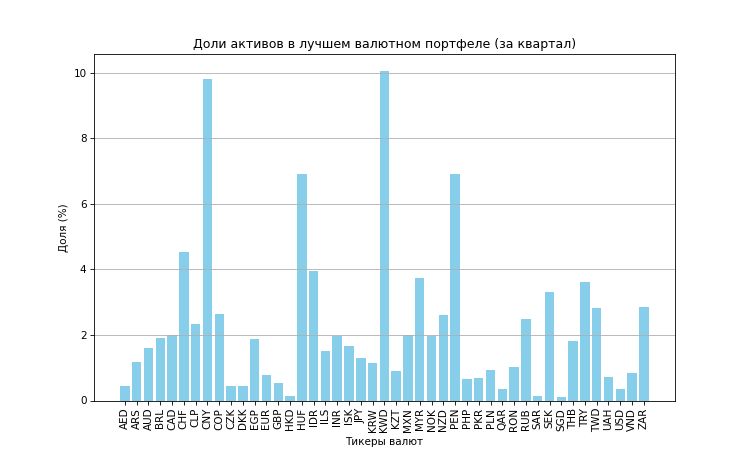 Доли активов в лучшем валютном портфеле (за квартал)
Доля (%)
10
8
6
4
2
0
AED ARS AUD BRL CAD CHF CLP CNY COP CZK DKK EGP EUR GBP HKD HUF IDR ILS INR ISK JPY KRW KWD KZT MXN MYR NOK NZD PEN PHP PKR PLN QAR RON RUB SAR SEK SGD THB TRY TWD UAH USD VND ZAR
Тикеры валют